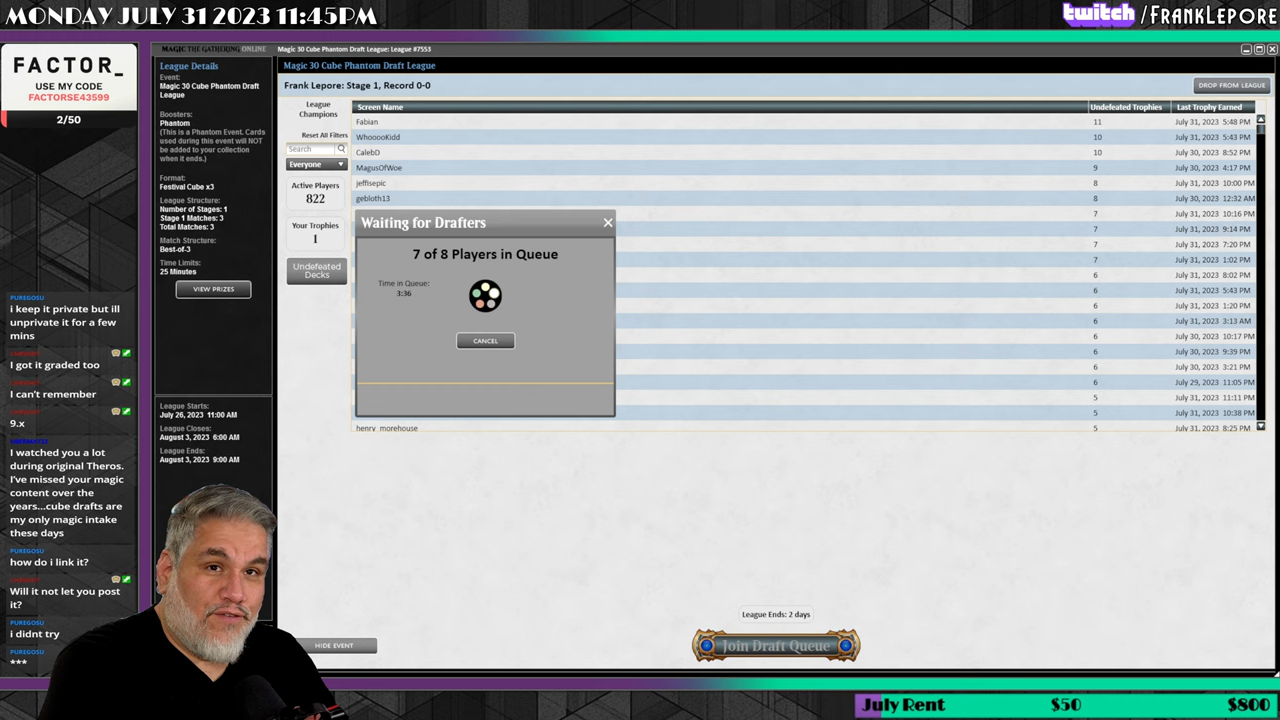 MONDAY JULY 31 2023 11:45PM
twitch /FRANKLEPORE
FACTOR_
USE MY CODE
FACTORSE43599
2/50
PUREGOSU
i keep it private but ill
unprivate it for a few
mins
I got it graded too
I can't remember
9.x
I watched you a lot
during original Theros.
I've missed your magic
content over the
years...cube drafts are
my only magic intake
these days
PUREGOSU
how do i link it?
Will it not let you post
it?
PUREGOSU
i didnt try
PUREGOSU
***
MAGIC THE GATHERING ONLINE
Magic 30 Cube Phantom Draft League: League #7553
League Details
Event:
Magic 30 Cube Phantom Draft
League
Boosters:
Phantom
(This is a Phantom Event. Cards
used during this event will NOT
be added to your collection
when it ends.)
Format:
Festival Cube x3
League Structure:
Number of Stages: 1
Stage 1 Matches: 3
Total Matches: 3
Match Structure:
Best-of-3
Time Limits:
25 Minutes
VIEW PRIZES
League Starts:
July 26, 2023 11:00 AM
League Closes:
August 3, 2023 6:00 AM
League Ends:
August 3, 2023 9:00 AM
Magic 30 Cube Phantom Draft League
Frank Lepore: Stage 1, Record 0-0
DROP FROM LEAGUE
League
Champions
Reset All Filters
Search
Everyone
Active Players
822
Your Trophies
1
Undefeated
Decks
Screen Name Undefeated Trophies Last Trophy Earned
Fabian 11 July 31, 2023 5:48 PM
WhooooKidd 10 July 31, 2023 5:43 PM
CalebD 10 July 30, 2023 8:52 PM
MagusOfWoe 9 July 30, 2023 4:17 PM
jeffisepic 8 July 31, 2023 10:00 PM
gebloth13 8 July 30, 2023 12:32 AM
7 July 31, 2023 10:16 PM
7 July 31, 2023 9:14 PM
7 July 31, 2023 7:20 PM
7 July 31, 2023 1:02 PM
6 July 31, 2023 8:02 PM
6 July 31, 2023 5:43 PM
6 July 31, 2023 1:20 PM
6 July 31, 2023 3:13 AM
6 July 30, 2023 10:17 PM
6 July 30, 2023 9:39 PM
6 July 30, 2023 3:21 PM
6 July 29, 2023 11:05 PM
5 July 31, 2023 11:11 PM
5 July 31, 2023 10:38 PM
henry_morehouse 5 July 31, 2023 8:25 PM
Waiting for Drafters
7 of 8 Players in Queue
Time in Queue:
3:36
CANCEL
League Ends: 2 days
HIDE EVENT
Join Draft Queue
July Rent $50 $800